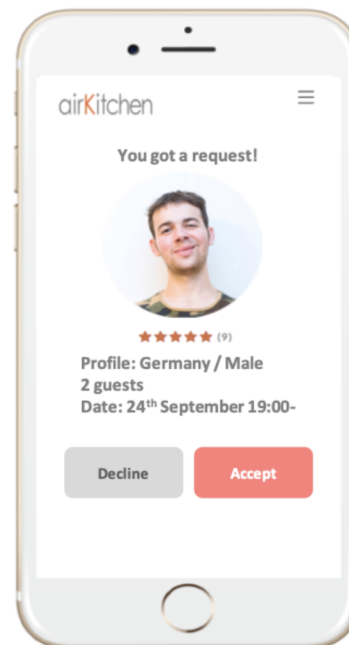 airKitchen
You got a request!
(9)
Profile: Germany / Male
2 guests
Date: 24th September 19:00-
Decline
Accept